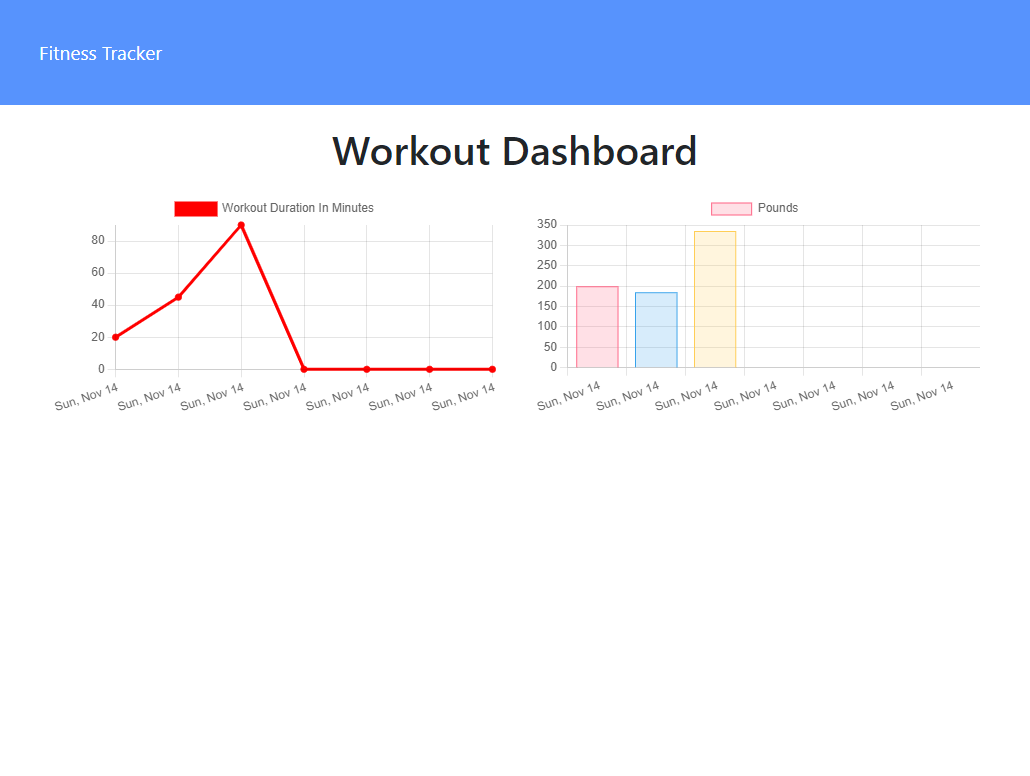 Fitness Tracker
Workout Dashboard
Workout Duration In Minutes
80
60
40
20
0
Sun, Nov 14 Sun, Nov 14 Sun, Nov 14 Sun, Nov 14 Sun, Nov 14 Sun, Nov 14 Sun, Nov 14
Pounds
350
300
250
200
150
100
50
0
Sun, Nov 14 Sun, Nov 14 Sun, Nov 14 Sun, Nov 14 Sun, Nov 14 Sun, Nov 14 Sun, Nov 14